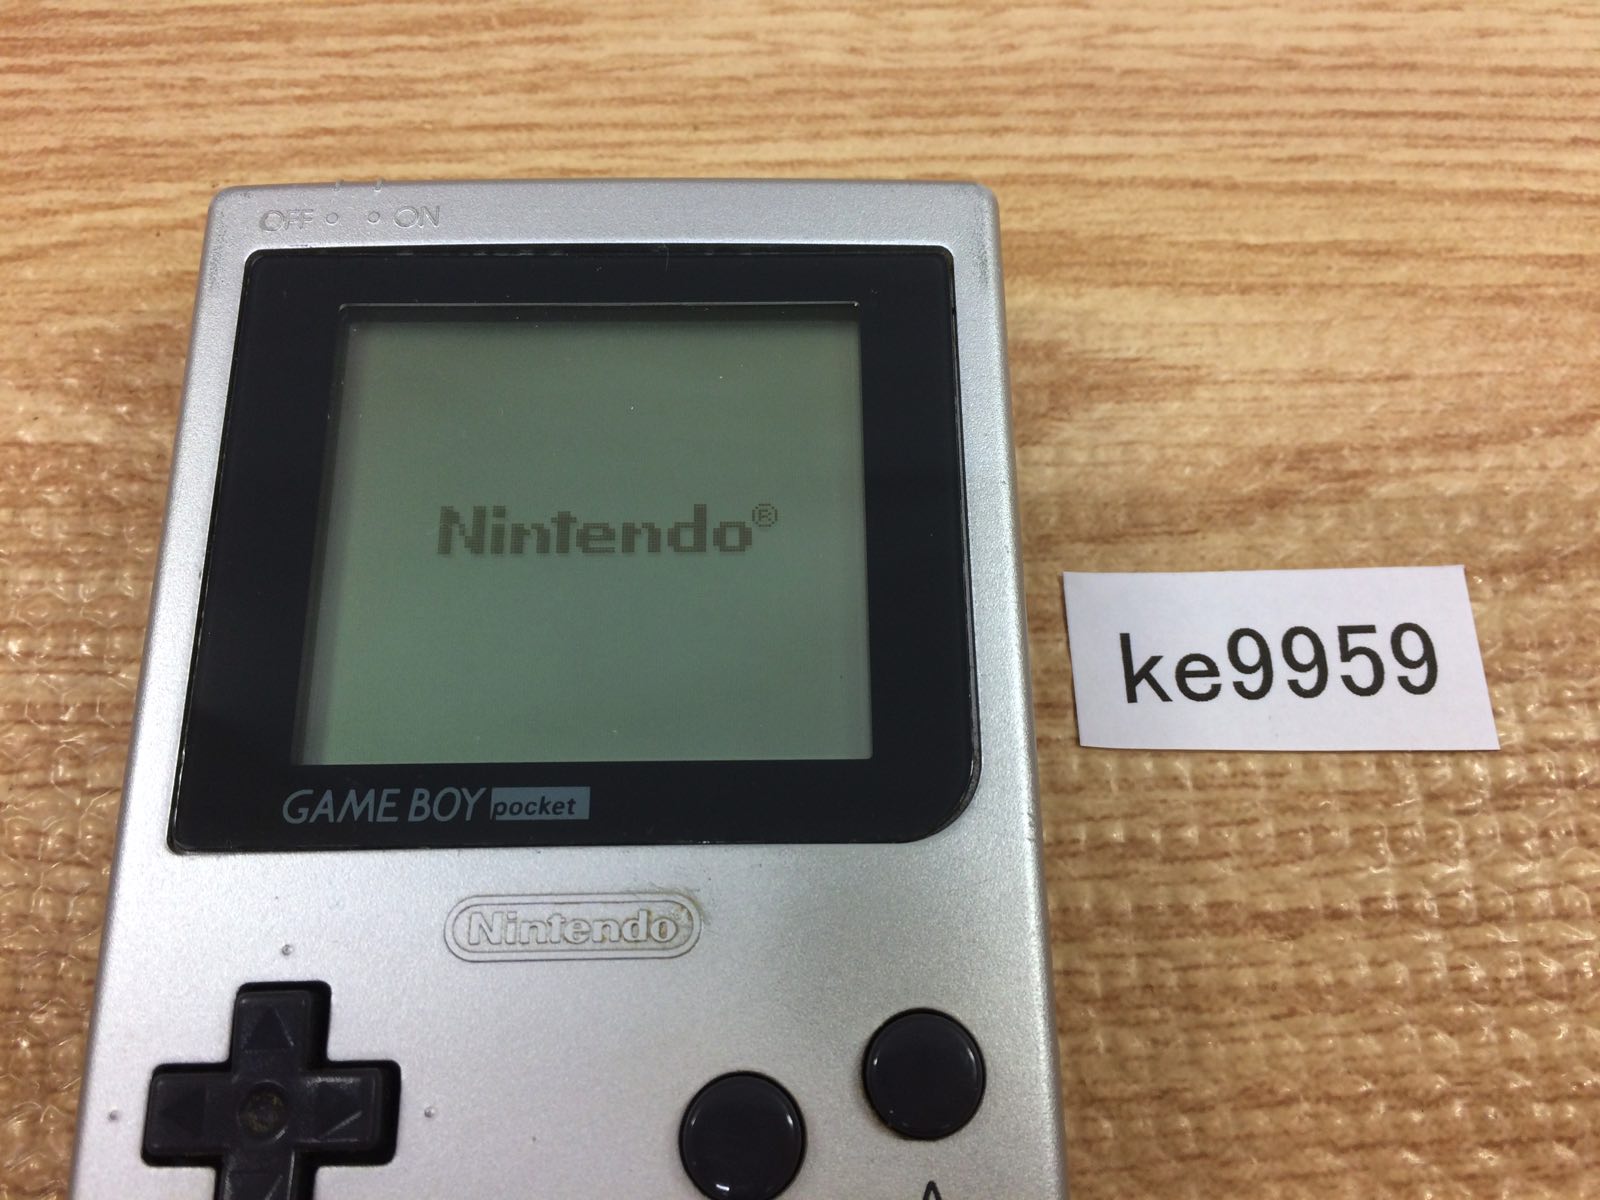 OFF ON
Nintendo®
GAME BOY pocket
Nintendo®
A
ke9959